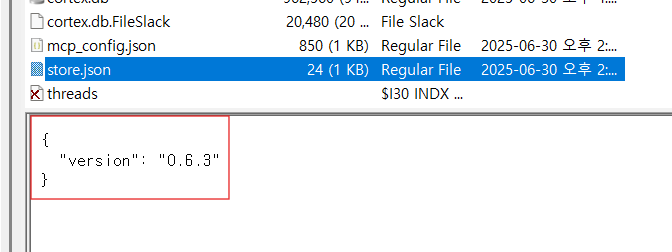 cortex.db.FileSlack 20,480 (20 ... File Slack
mcp_config.json 850 (1 KB) Regular File 2025-06-30 오후 2:...
store.json 24 (1 KB) Regular File 2025-06-30 오후 2:...
threads $I30 INDX ...
{
"version": "0.6.3"
}